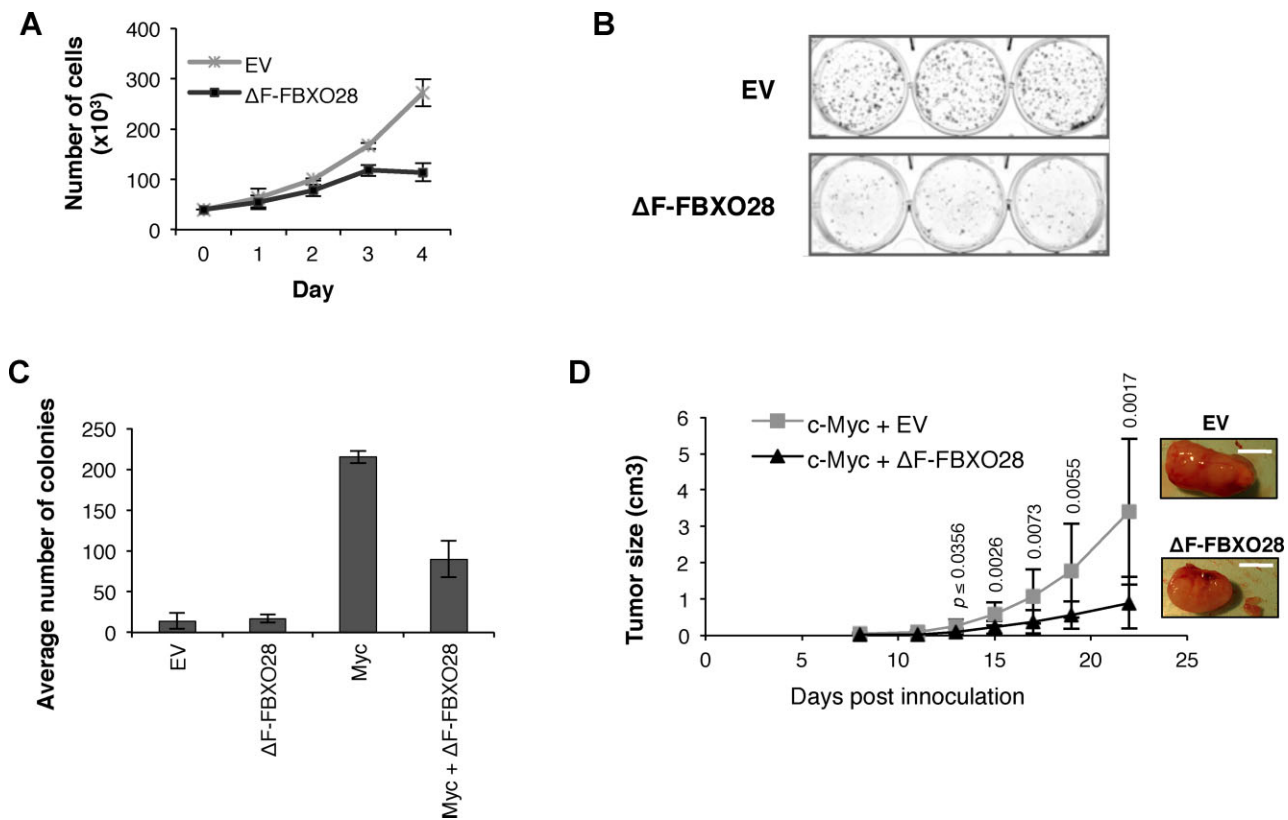 A
Number of cells
(x10³)
400
300
200
100
0
EV
ΔF-FBXO28
0 1 2 3 4
Day
B
EV
ΔF-FBXO28
C
Average number of colonies
250
200
150
100
50
0
EV
ΔF-FBXO28
Myc
Myc + ΔF-FBXO28
D
Tumor size (cm3)
6
5
4
3
2
1
0
c-Myc + EV
c-Myc + ΔF-FBXO28
p ≤ 0.0356
0.0026
0.0073
0.0055
0.0017
0 5 10 15 20 25
Days post innoculation
EV
ΔF-FBXO28